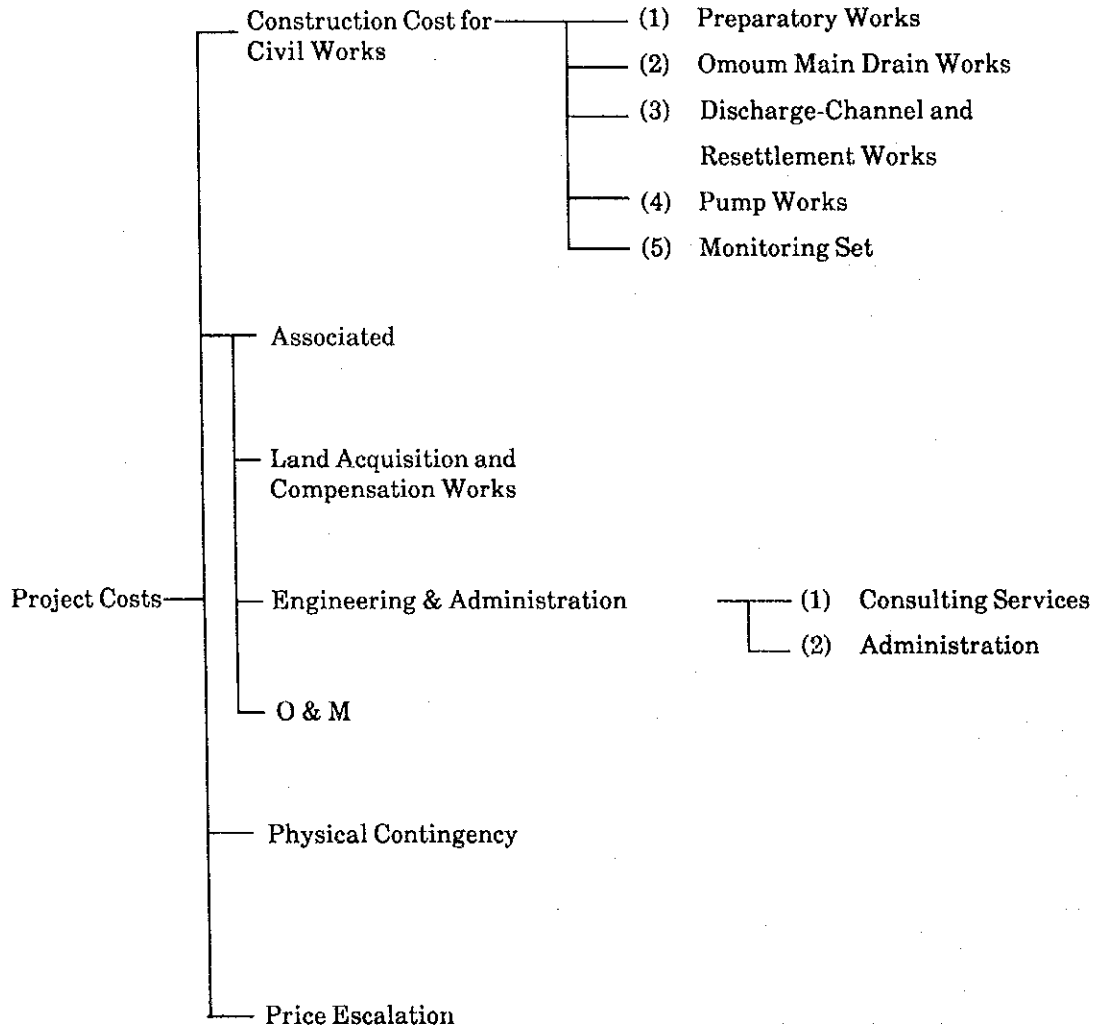 Construction Cost for
Civil Works
(1) Preparatory Works
(2) Omoum Main Drain Works
(3) Discharge-Channel and
Resettlement Works
(4) Pump Works
(5) Monitoring Set
Associated
Land Acquisition and
Compensation Works
Project Costs
Engineering & Administration
(1) Consulting Services
(2) Administration
O & M
Physical Contingency
Price Escalation